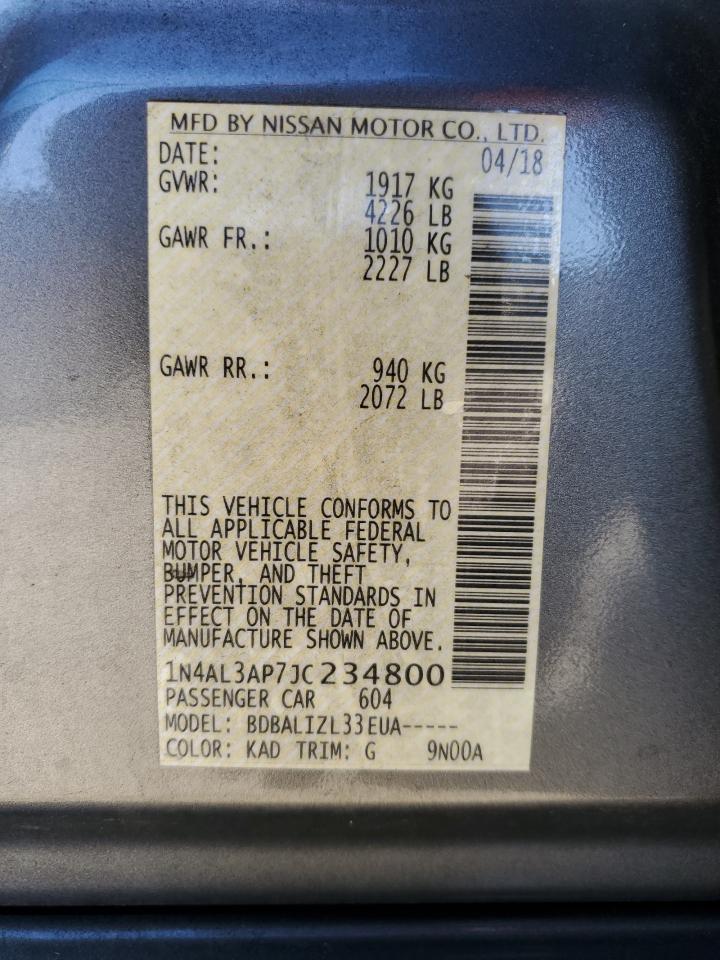 MFD BY NISSAN MOTOR CO., LTD.
DATE: 04/18
GVWR: 1917 KG
4226 LB
GAWR FR.: 1010 KG
2227 LB
GAWR RR.: 940 KG
2072 LB
THIS VEHICLE CONFORMS TO
ALL APPLICABLE FEDERAL
MOTOR VEHICLE SAFETY,
BUMPER, AND THEFT
PREVENTION STANDARDS IN
EFFECT ON THE DATE OF
MANUFACTURE SHOWN ABOVE.
1N4AL3AP7JC234800
PASSENGER CAR 604
MODEL: BDBALIZL33EUA-----
COLOR: KAD TRIM: G 9N00A